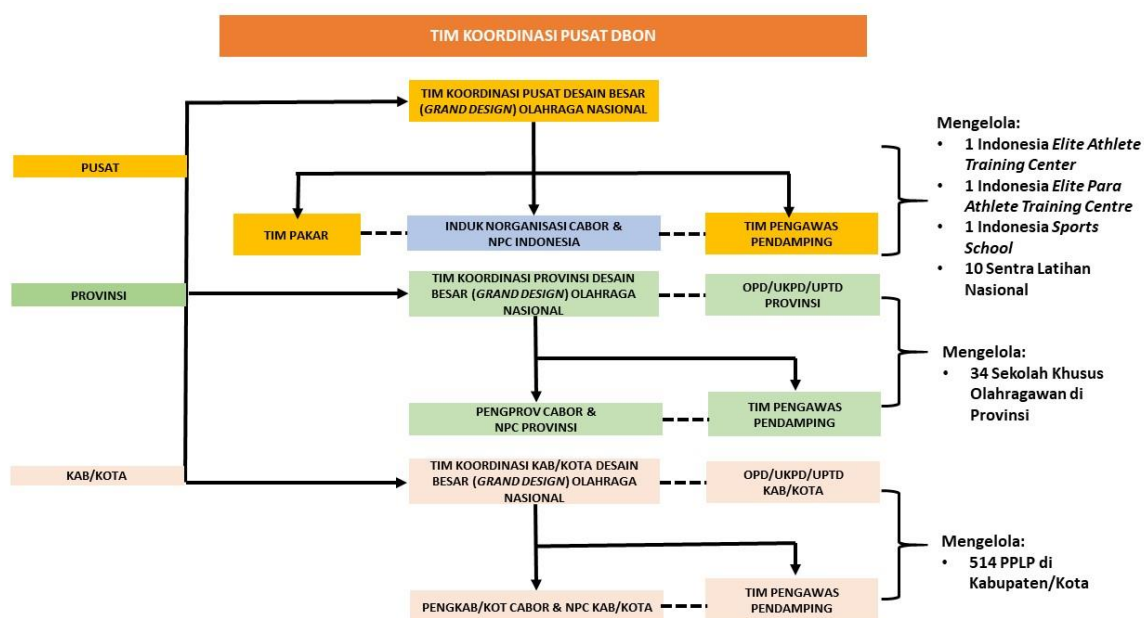 TIM KOORDINASI PUSAT DBON
TIM KOORDINASI PUSAT DESAIN BESAR
(GRAND DESIGN) OLAHRAGA NASIONAL
PUSAT
TIM PAKAR
INDUK NORGANISASI CABOR &
NPC INDONESIA
TIM PENGAWAS
PENDAMPING
Mengelola:
• 1 Indonesia Elite Athlete
Training Center
• 1 Indonesia Elite Para
Athlete Training Centre
• 1 Indonesia Sports
School
• 10 Sentra Latihan
Nasional
PROVINSI
TIM KOORDINASI PROVINSI DESAIN
BESAR (GRAND DESIGN) OLAHRAGA
NASIONAL
OPD/UKPD/UPTD
PROVINSI
PENGPROV CABOR &
NPC PROVINSI
TIM PENGAWAS
PENDAMPING
Mengelola:
• 34 Sekolah Khusus
Olahragawan di
Provinsi
KAB/KOTA
TIM KOORDINASI KAB/KOTA DESAIN
BESAR (GRAND DESIGN) OLAHRAGA
NASIONAL
OPD/UKPD/UPTD
KAB/KOTA
PENGKAB/KOT CABOR & NPC KAB/KOTA
TIM PENGAWAS
PENDAMPING
Mengelola:
• 514 PPLP di
Kabupaten/Kota